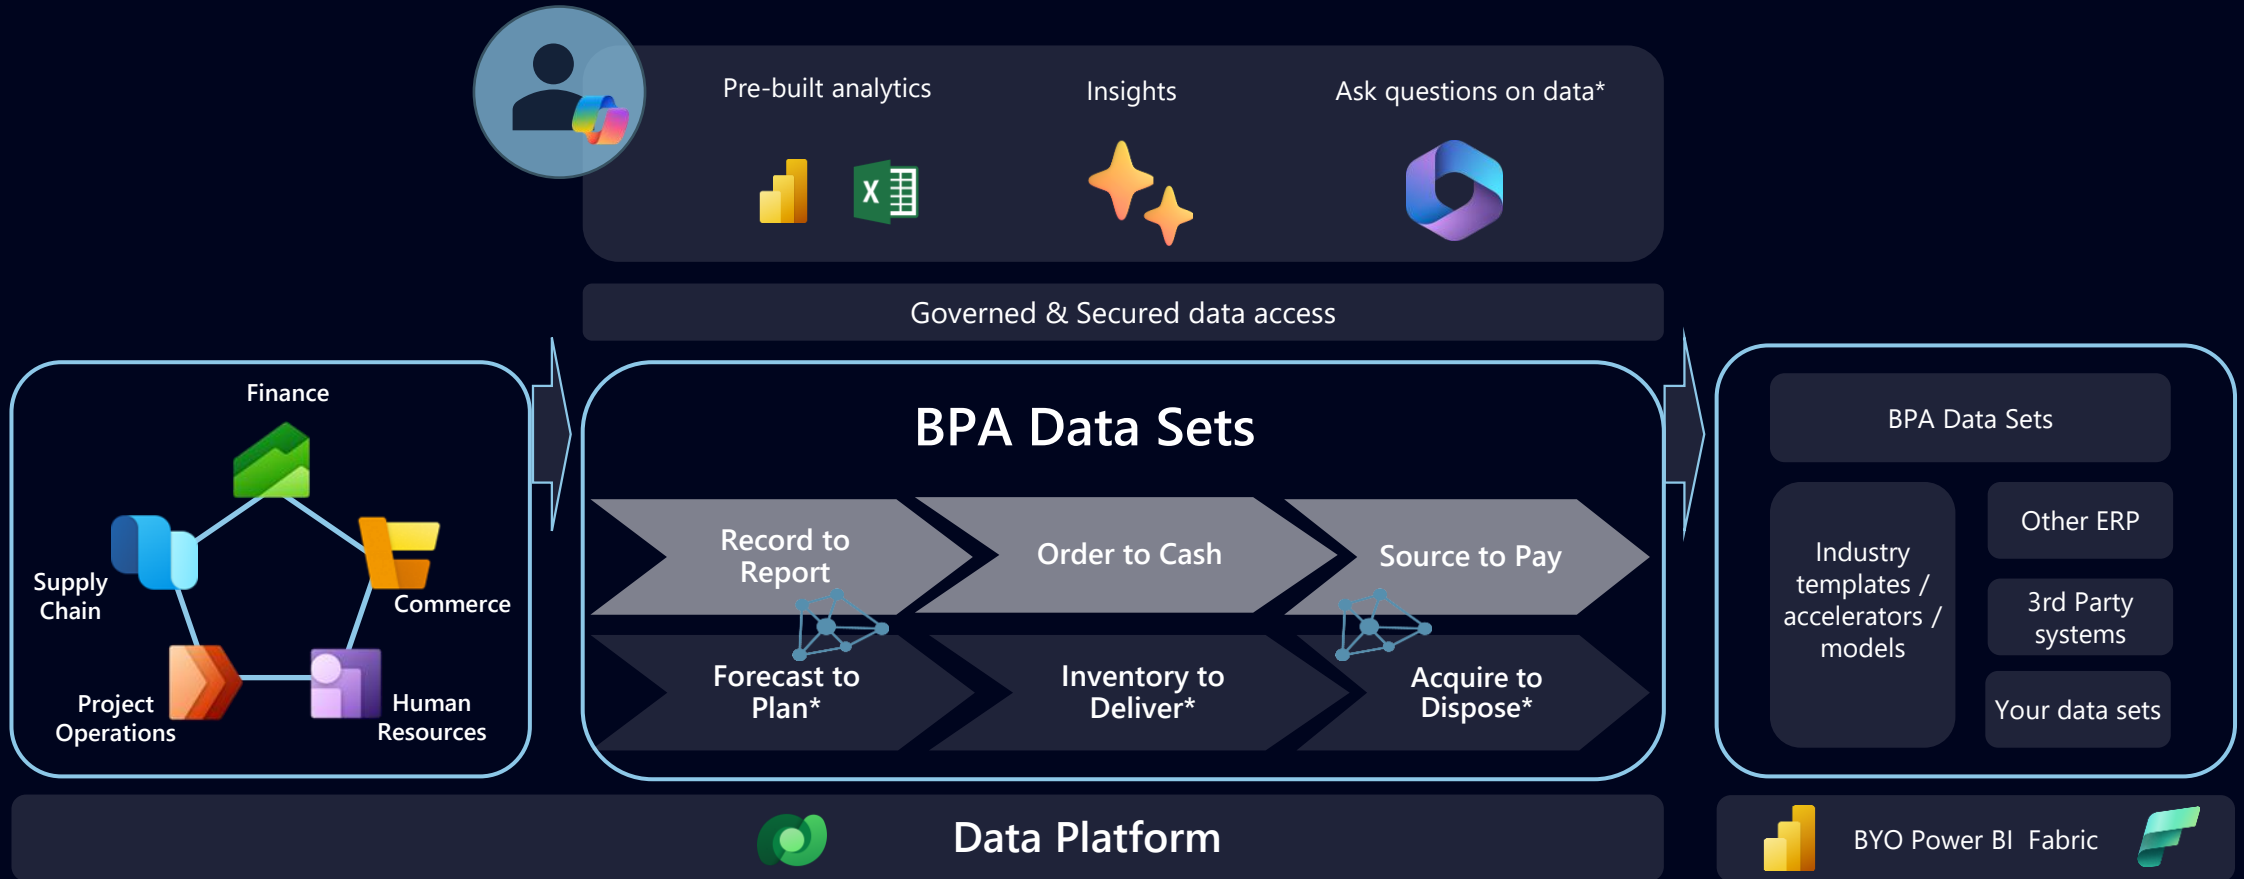 Pre-built analytics
Insights
Ask questions on data*
X
Governed & Secured data access
Finance
Supply
Chain
Commerce
Project
Operations
Human
Resources
BPA Data Sets
Record to
Report
Order to Cash
Source to Pay
Forecast to
Plan*
Inventory to
Deliver*
Acquire to
Dispose*
BPA Data Sets
Industry
templates /
accelerators /
models
Other ERP
3rd Party
systems
Your data sets
Data Platform
BYO Power BI Fabric